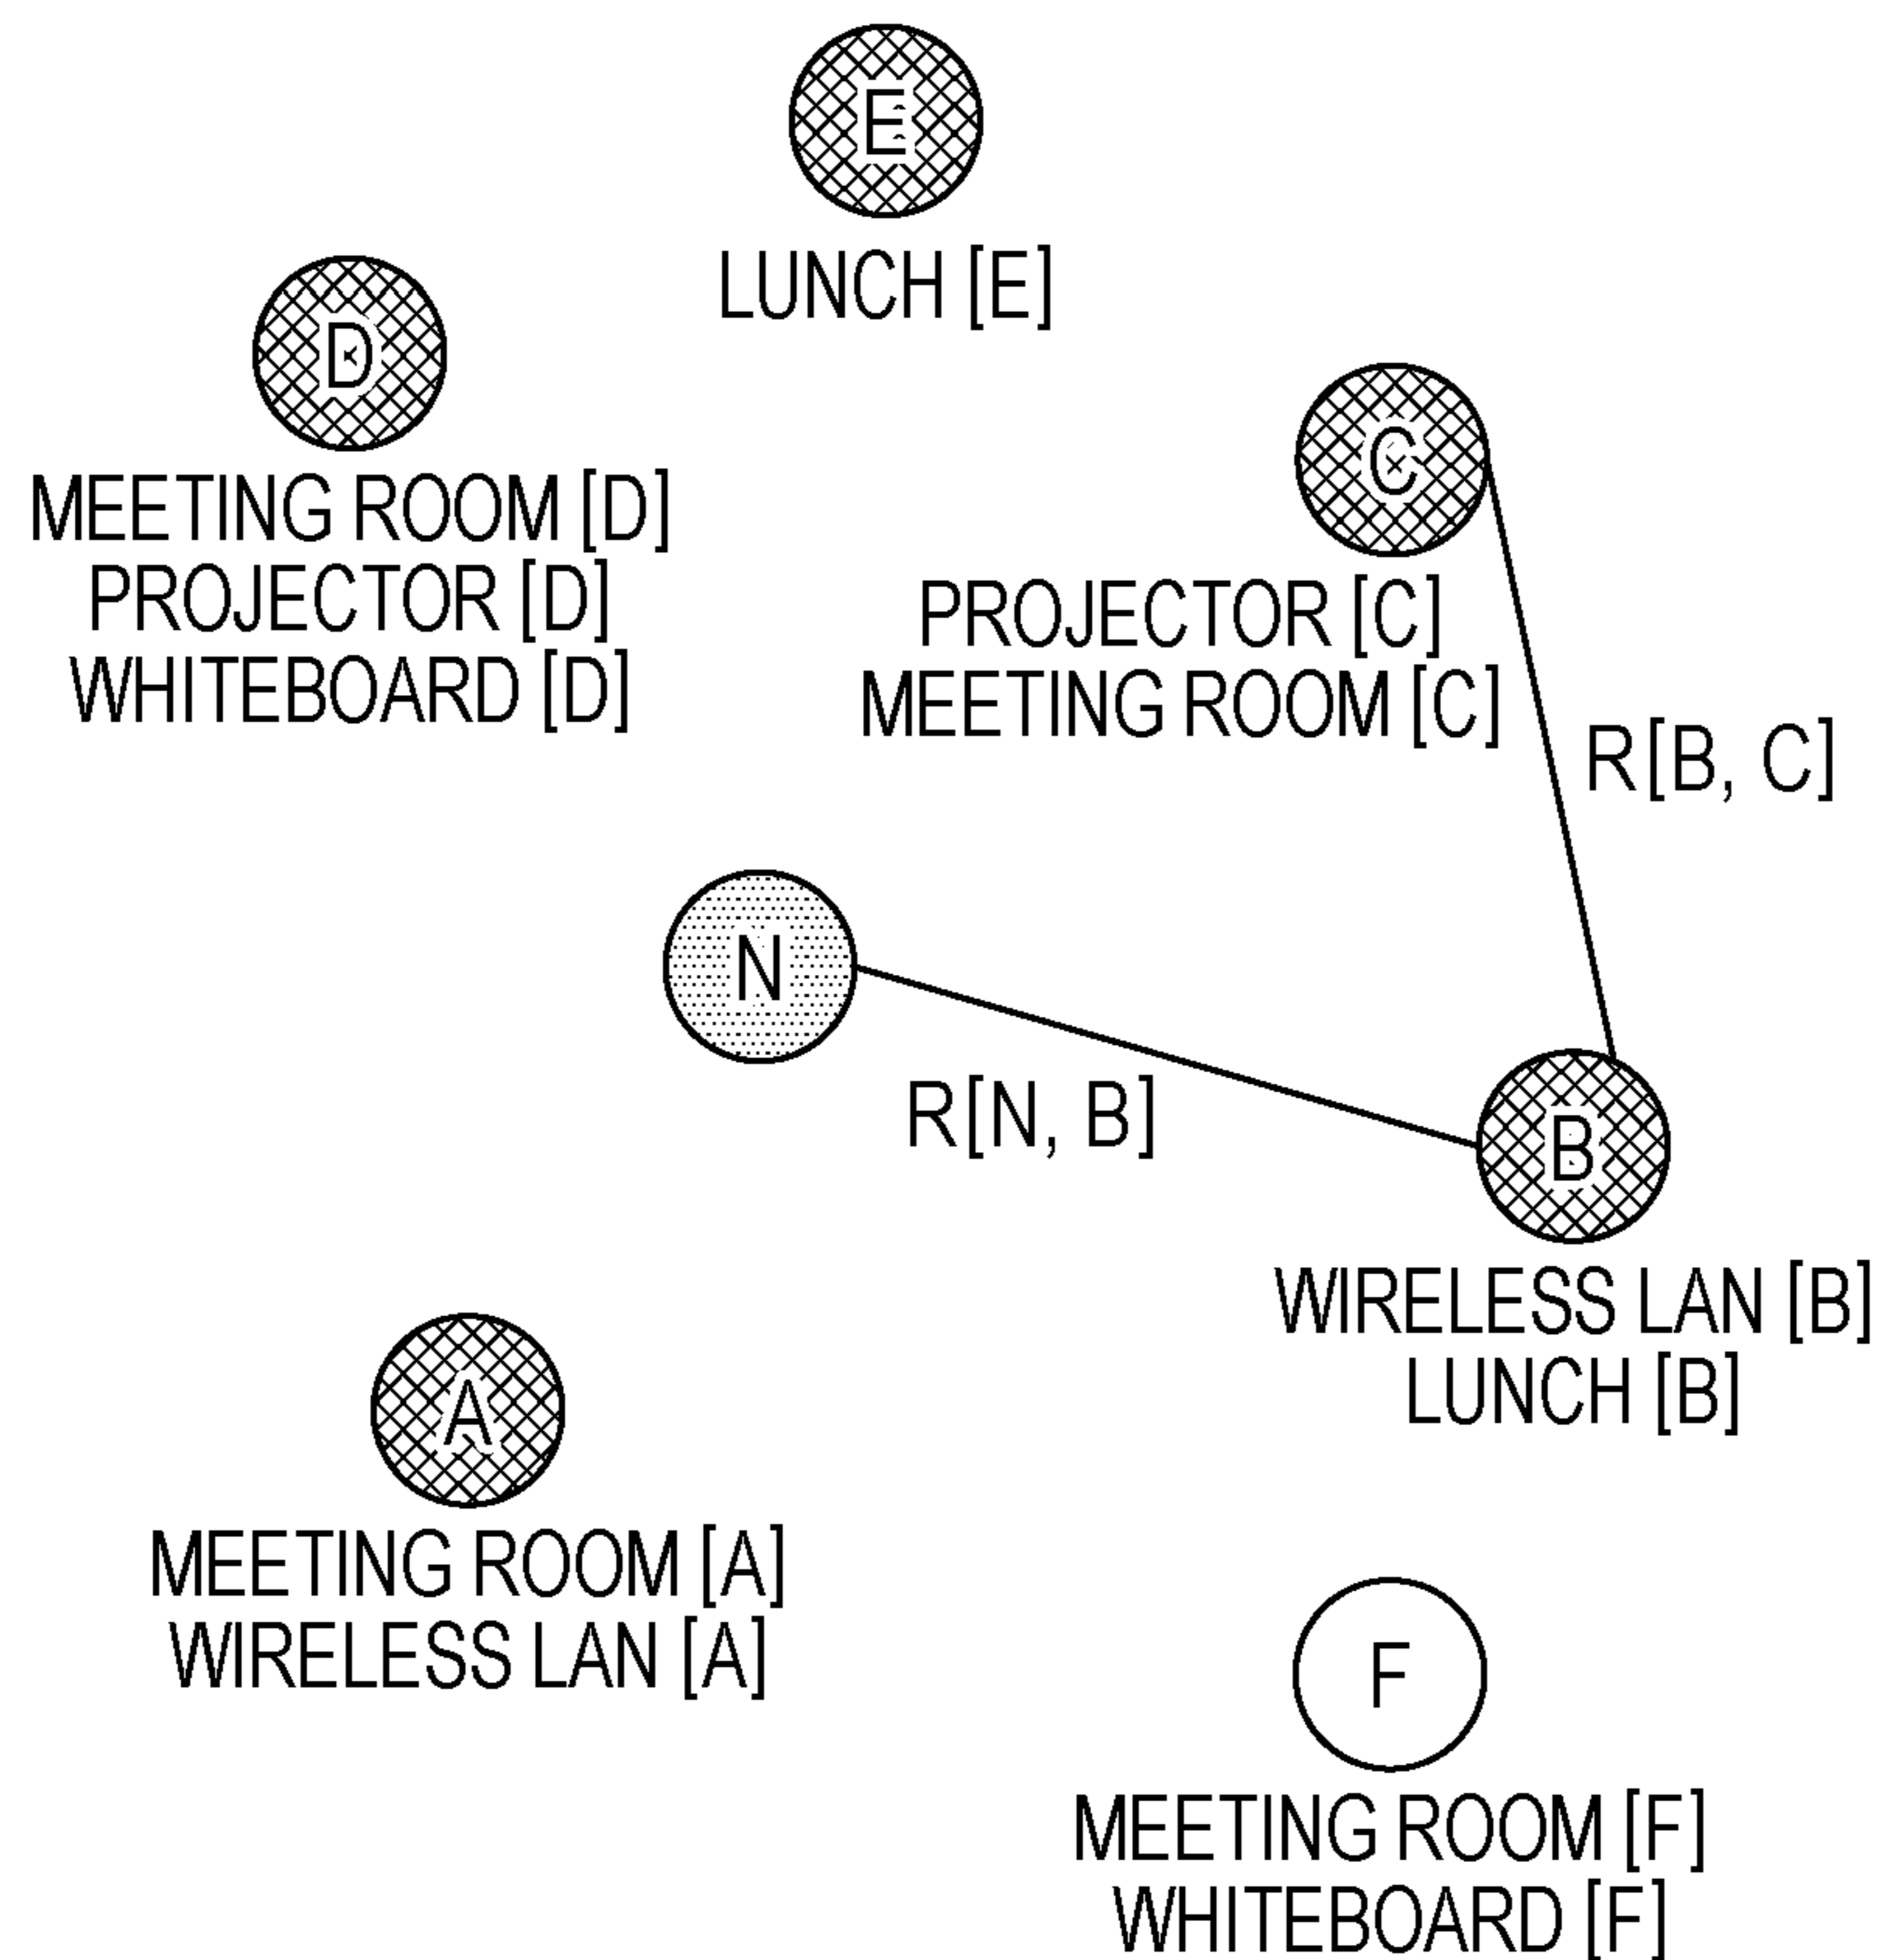 E
LUNCH [E]
D
MEETING ROOM [D]
PROJECTOR [D]
WHITEBOARD [D]
C
PROJECTOR [C]
MEETING ROOM [C]
R[B, C]
N
R[N, B]
B
WIRELESS LAN [B]
LUNCH [B]
A
MEETING ROOM [A]
WIRELESS LAN [A]
F
MEETING ROOM [F]
WHITEBOARD [F]